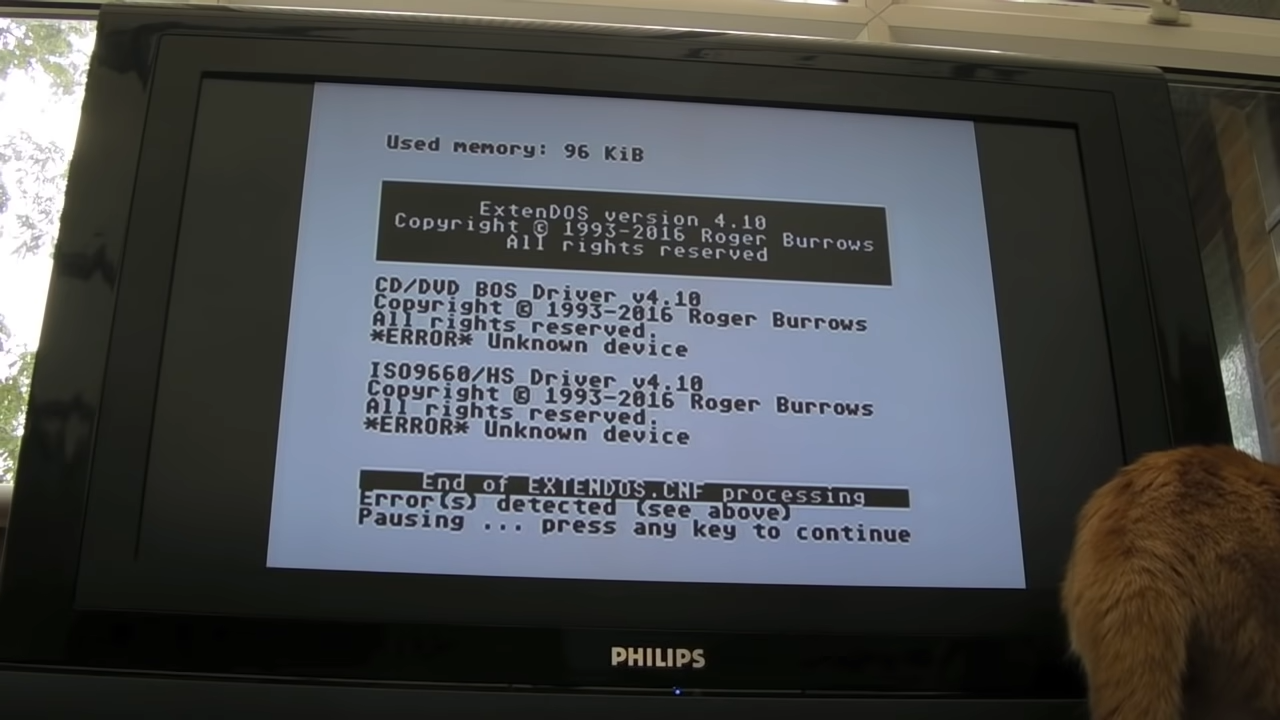 Used memory: 96 KiB
ExtenDOS version 4.10
Copyright © 1993-2016 Roger Burrows
All rights reserved
CD/DVD BOS Driver v4.10
Copyright © 1993-2016 Roger Burrows
All rights reserved.
*ERROR* Unknown device
ISO9660/HS Driver v4.10
Copyright © 1993-2016 Roger Burrows
All rights reserved.
*ERROR* Unknown device
End of EXTENDOS.CNF processing
Error(s) detected (see above)
Pausing ... press any key to continue
PHILIPS